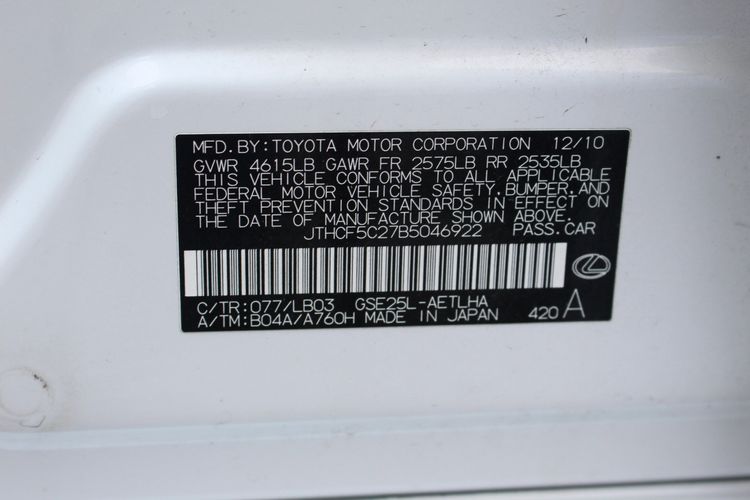 MFD.BY:TOYOTA MOTOR CORPORATION 12/10
GVWR 4615LB GAWR FR 2575LB RR 2535LB
THIS VEHICLE CONFORMS TO ALL APPLICABLE
FEDERAL MOTOR VEHICLE SAFETY,BUMPER,AND
THEFT PREVENTION STANDARDS IN EFFECT ON
THE DATE OF MANUFACTURE SHOWN ABOVE.
JTHCF5C27B5046922 PASS.CAR
C/TR:077/LB03 GSE25L-AETLHA
A/TM:B04A/A760H MADE IN JAPAN 420 A